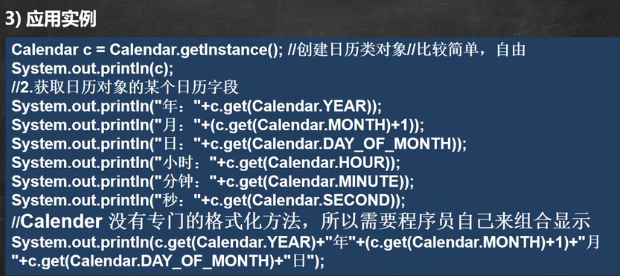 3) 应用实例
Calendar c = Calendar.getInstance(); //创建日历类对象//比较简单，自由
System.out.println(c);
//2.获取日历对象的某个日历字段
System.out.println("年："+c.get(Calendar.YEAR));
System.out.println("月："+(c.get(Calendar.MONTH)+1));
System.out.println("日："+c.get(Calendar.DAY_OF_MONTH));
System.out.println("小时："+c.get(Calendar.HOUR));
System.out.println("分钟："+c.get(Calendar.MINUTE));
System.out.println("秒："+c.get(Calendar.SECOND));
//Calender 没有专门的格式化方法，所以需要程序员自己来组合显示
System.out.println(c.get(Calendar.YEAR)+"年"+(c.get(Calendar.MONTH)+1)+"月
"+c.get(Calendar.DAY_OF_MONTH)+"日");